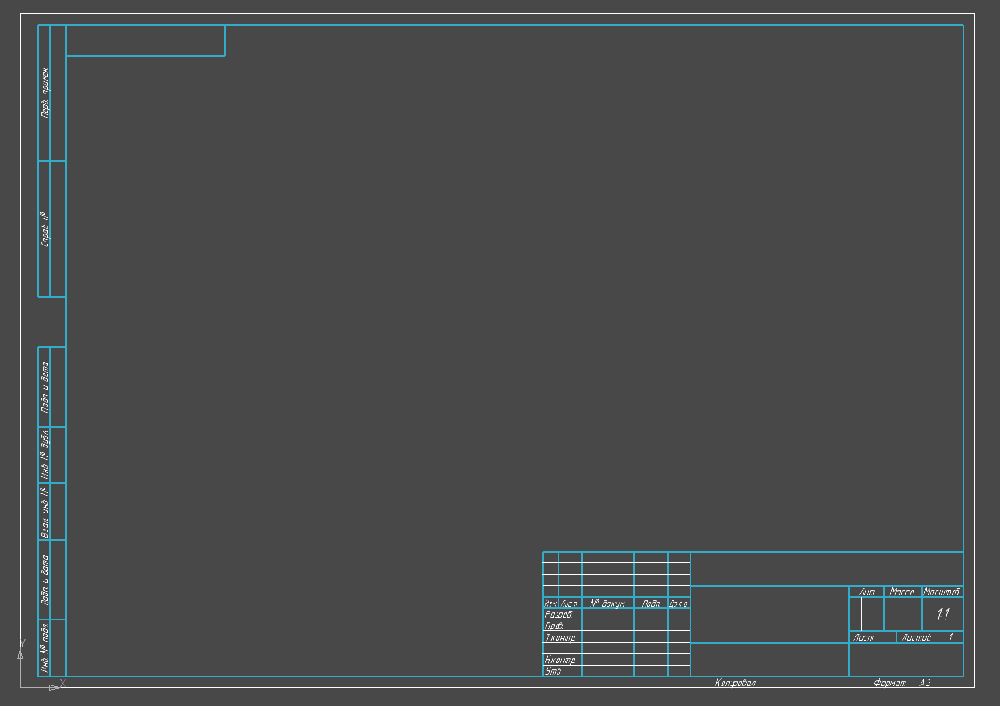 Перв. примен.
Справ. №
Подп. и дата
Инв. № дубл.
Взам. инв. №
Подп. и дата
Инв. № подл.
Y
X
Изм. Лист № докум. Подп. Дата
Разраб.
Пров.
Т.контр.
Н.контр.
Утв.
Лит. Масса Масштаб
1:1
Лист Листов 1
Копировал Формат А3